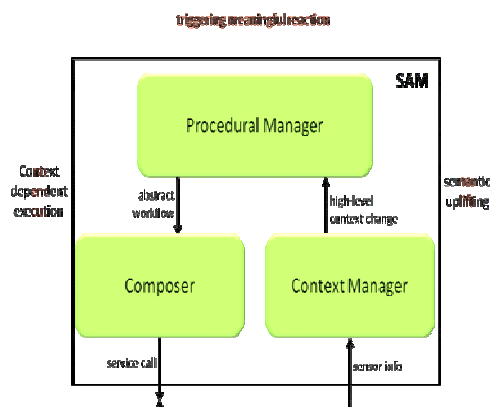 triggering meaningful reaction
SAM
Procedural Manager
Context
dependent
execution
semantic
uplifting
abstract
workflow
high-level
context change
Composer
Context Manager
service call
sensor info